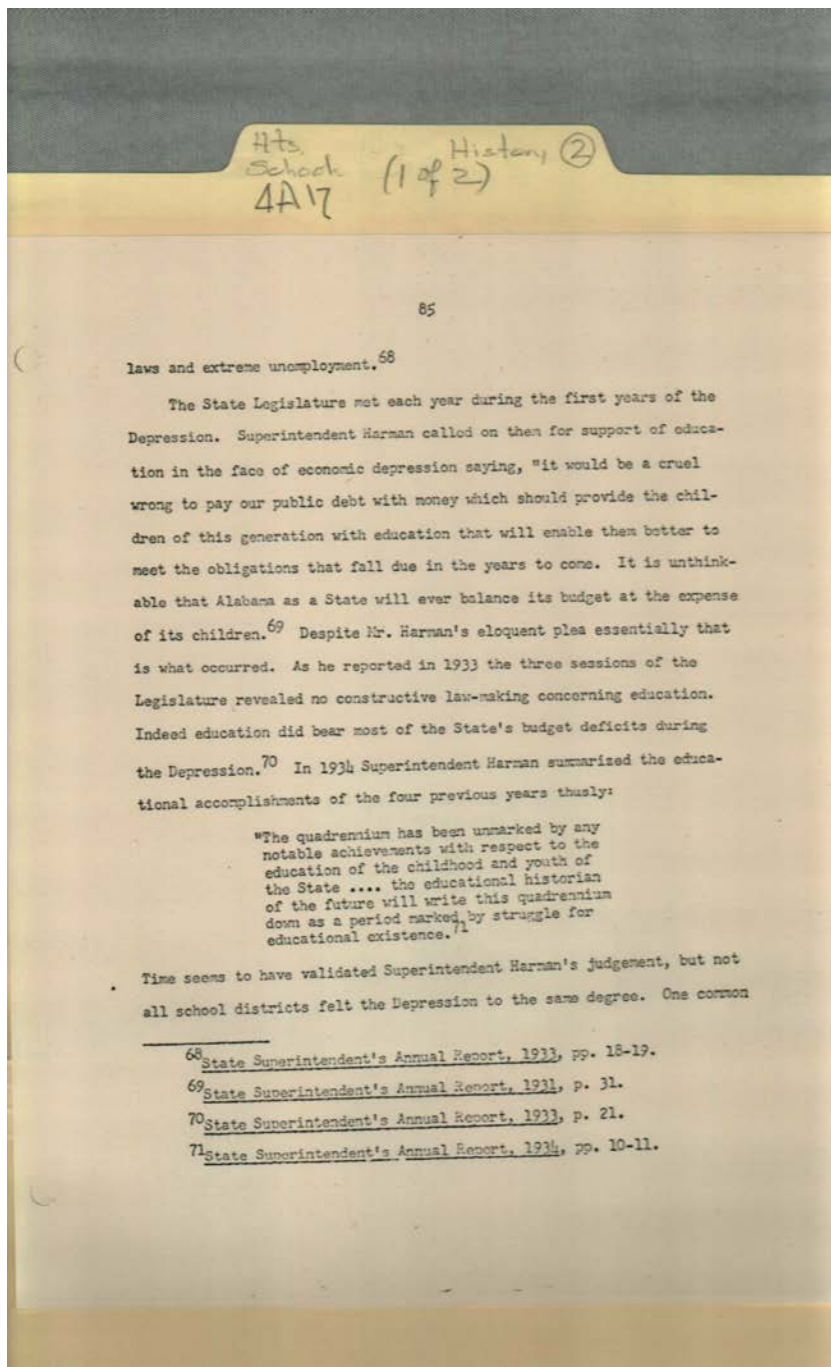 Hts. History ②
School (1 of 2)
4A17
85
laws and extreme unemployment.68
The State Legislature met each year during the first years of the
Depression. Superintendent Harman called on them for support of educa-
tion in the face of economic depression saying, "it would be a cruel
wrong to pay our public debt with money which should provide the chil-
dren of this generation with education that will enable them better to
meet the obligations that fall due in the years to come. It is unthink-
able that Alabama as a State will ever balance its budget at the expense
of its children.69 Despite Mr. Harman's eloquent plea essentially that
is what occurred. As he reported in 1933 the three sessions of the
Legislature revealed no constructive law-making concerning education.
Indeed education did bear most of the State's budget deficits during
the Depression.70 In 1934 Superintendent Harman summarized the educa-
tional accomplishments of the four previous years thusly:
"The quadrennium has been unmarked by any
notable achievements with respect to the
education of the childhood and youth of
the State .... the educational historian
of the future will write this quadrennium
down as a period marked by struggle for
educational existence.71
Time seems to have validated Superintendent Harman's judgement, but not
all school districts felt the Depression to the same degree. One common
68State Superintendent's Annual Report, 1933, pp. 18-19.
69State Superintendent's Annual Report, 1931, p. 31.
70State Superintendent's Annual Report, 1933, p. 21.
71State Superintendent's Annual Report, 1934, pp. 10-11.